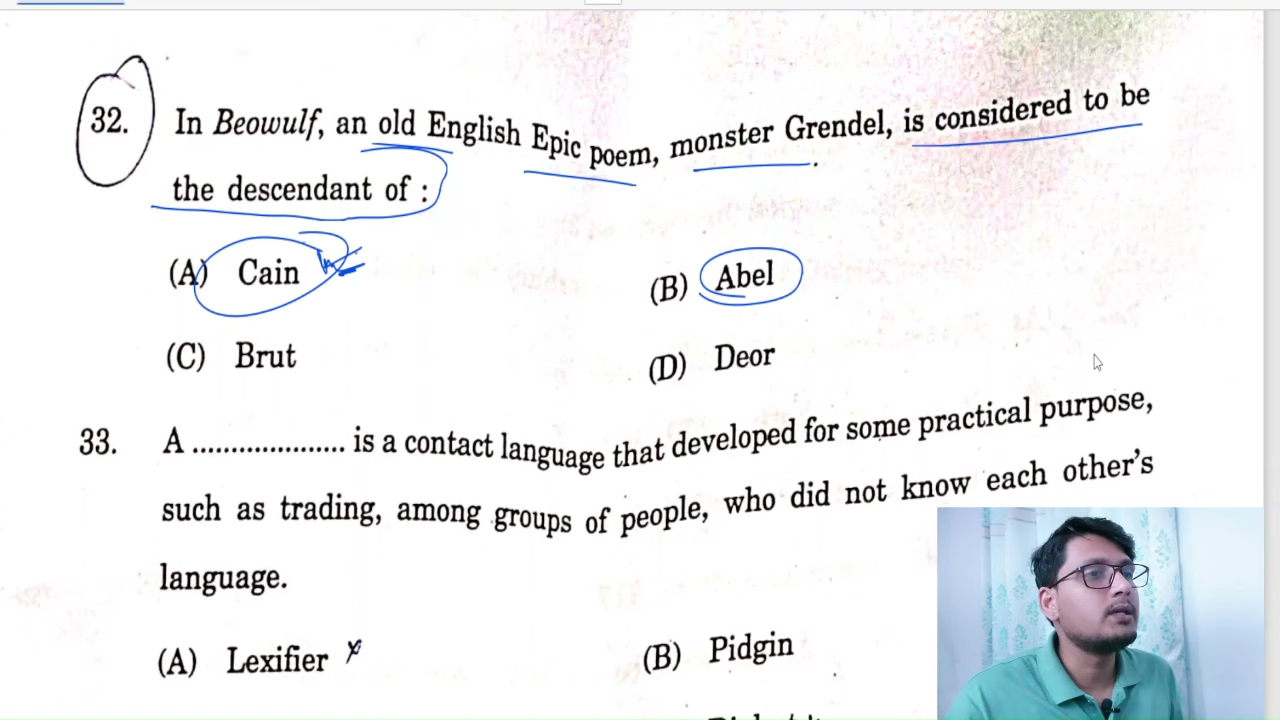 32. In Beowulf, an old English Epic poem, monster Grendel, is considered to be
the descendant of :
(A) Cain (B) Abel
(C) Brut (D) Deor
33. A .................... is a contact language that developed for some practical purpose,
such as trading, among groups of people, who did not know each other's
language.
(A) Lexifier (B) Pidgin